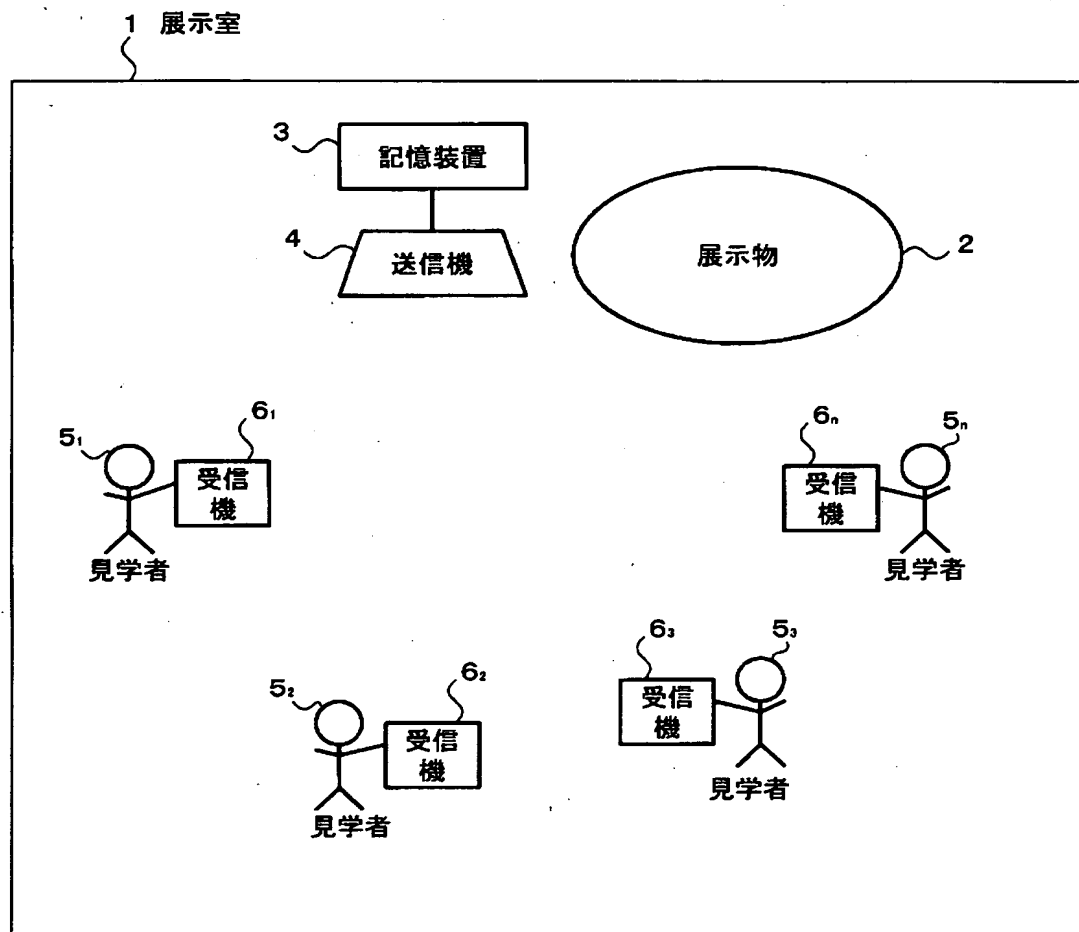 1 展示室
3
記憶装置
4
送信機
展示物
2
5₁
6₁
受信
機
見学者
6ₙ
5ₙ
受信
機
見学者
5₂
6₂
受信
機
見学者
6₃
5₃
受信
機
見学者